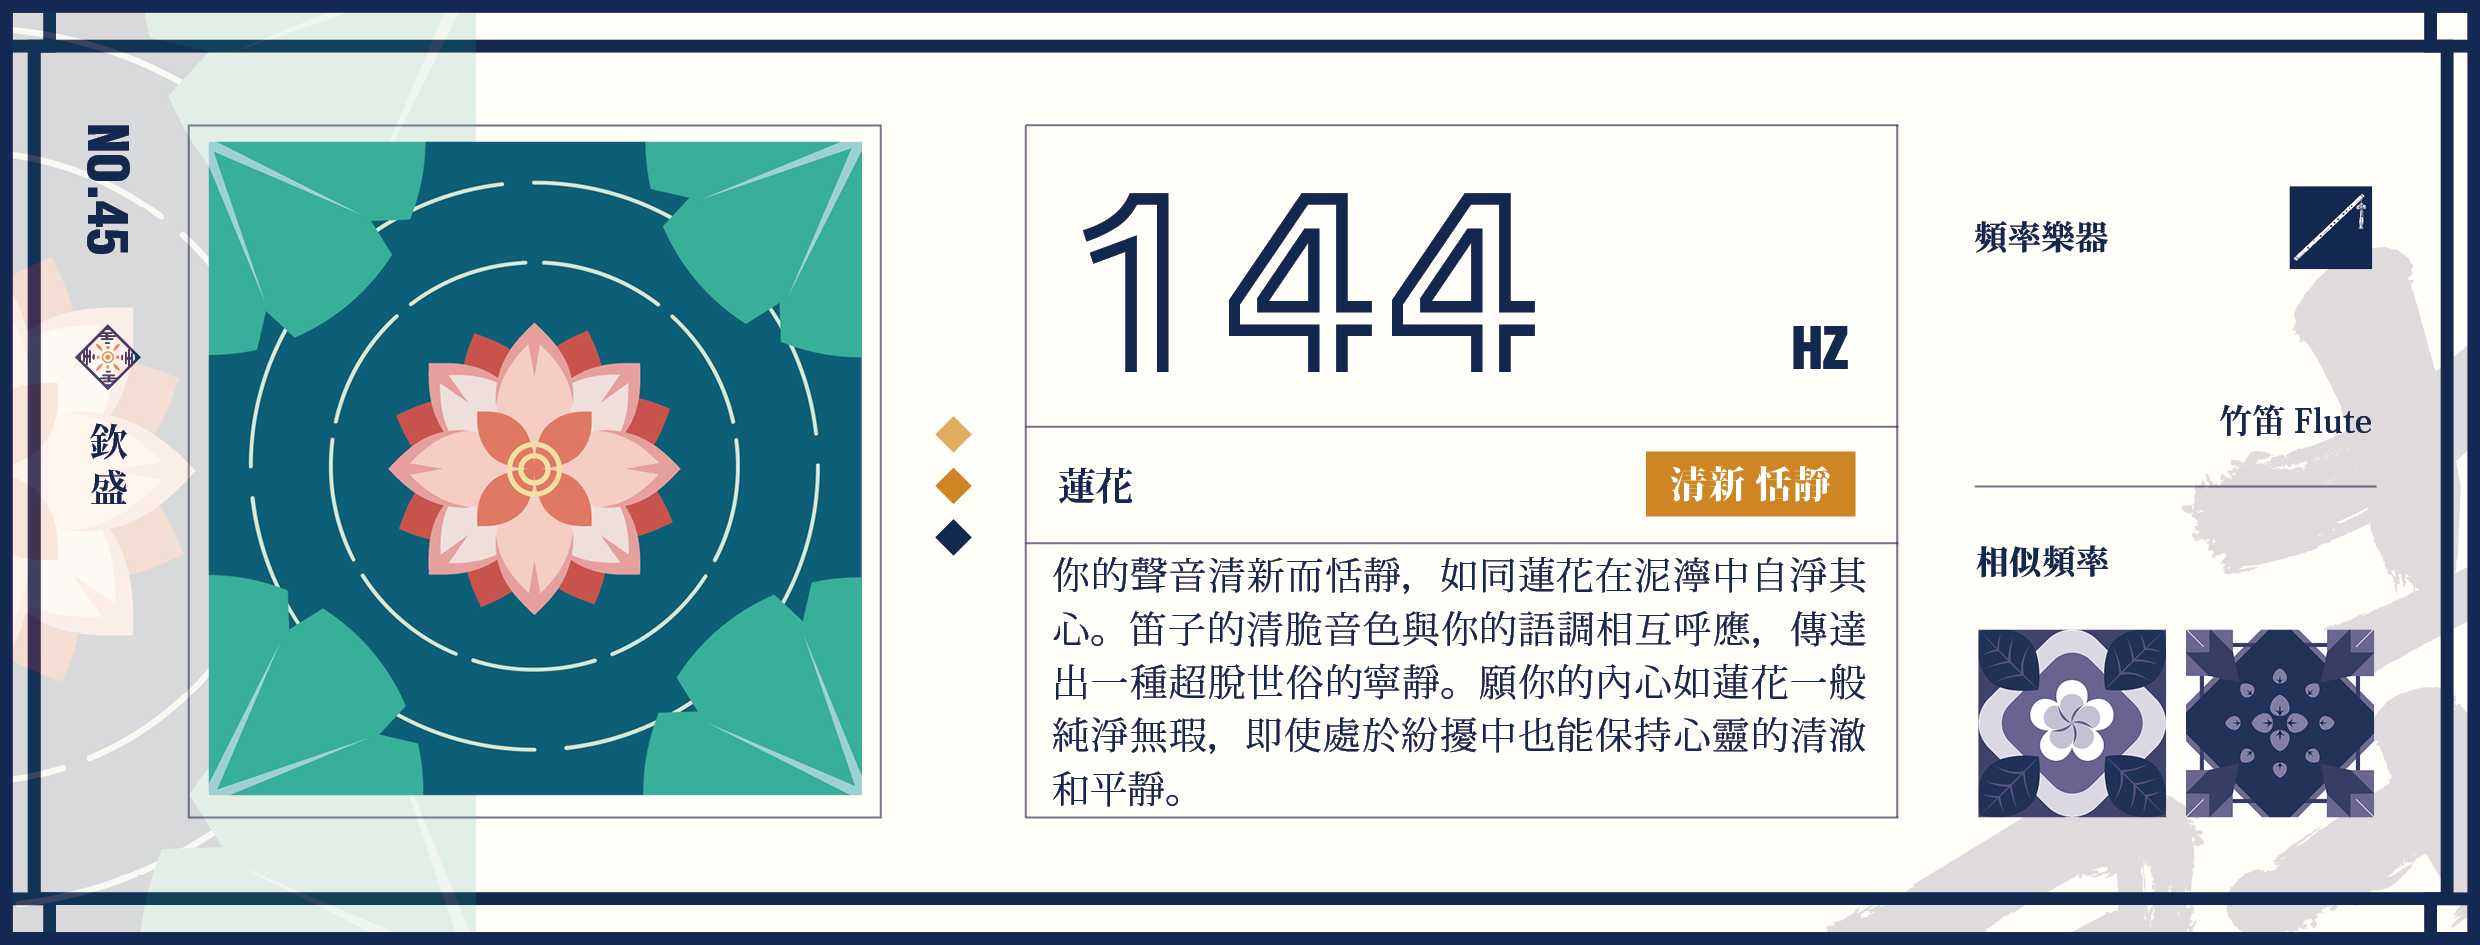 NO.45
欽盛
144
HZ
蓮花
清新 恬靜
你的聲音清新而恬靜，如同蓮花在泥濘中自淨其
心。笛子的清脆音色與你的語調相互呼應，傳達
出一種超脫世俗的寧靜。願你的內心如蓮花一般
純淨無瑕，即使處於紛擾中也能保持心靈的清澈
和平靜。
頻率樂器
竹笛 Flute
相似頻率